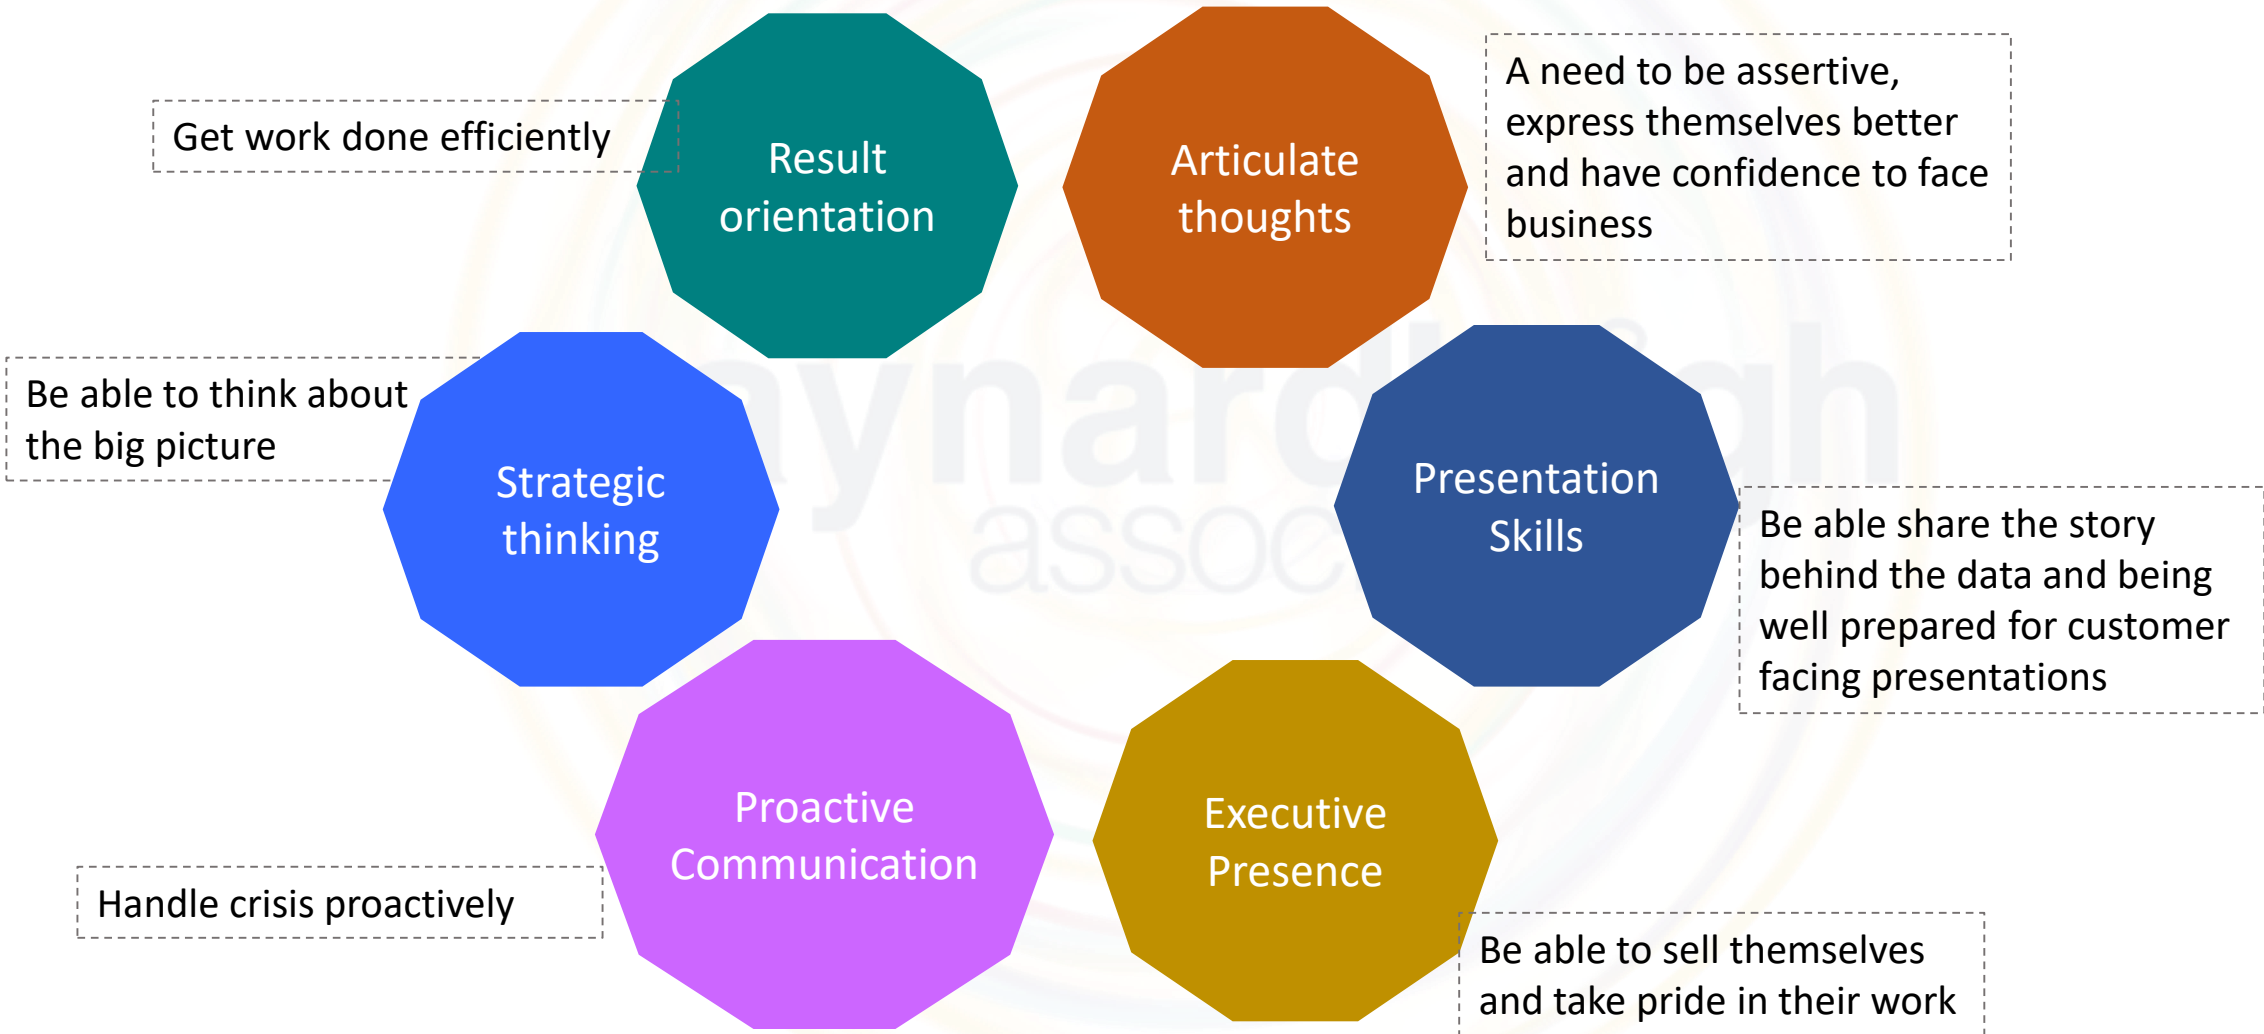 Get work done efficiently
Result
orientation
Articulate
thoughts
A need to be assertive,
express themselves better
and have confidence to face
business
Be able to think about
the big picture
Strategic
thinking
Presentation
Skills
Be able share the story
behind the data and being
well prepared for customer
facing presentations
Proactive
Communication
Handle crisis proactively
Executive
Presence
Be able to sell themselves
and take pride in their work